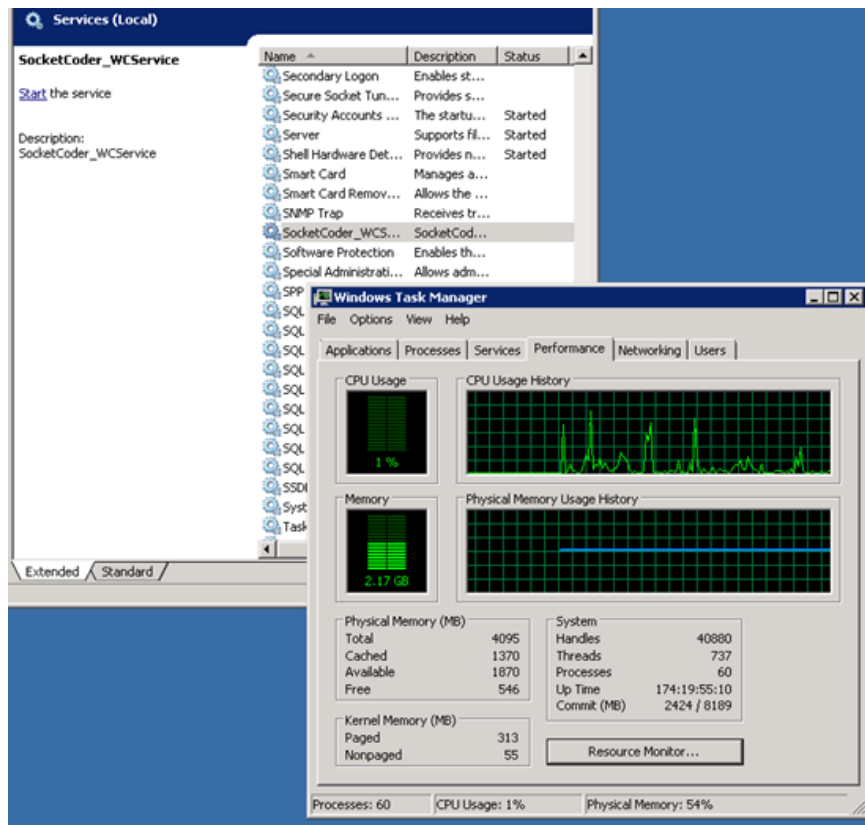 Services (Local)
SocketCoder_WCService
Start the service
Description:
SocketCoder_WCService
Name Description Status
Secondary Logon Enables st...
Secure Socket Tun... Provides s...
Security Accounts ... The startu... Started
Server Supports fil... Started
Shell Hardware Det... Provides n... Started
Smart Card Manages a...
Smart Card Remov... Allows the ...
SNMP Trap Receives tr...
SocketCoder_WCS... SocketCod...
Software Protection Enables th...
Special Administrati... Allows adm...
SPP
SQL
SQL
SQL
SQL
SQL
SQL
SQL
SQL
SQL
SSD
Syst
Task
Extended Standard
Windows Task Manager
File Options View Help
Applications Processes Services Performance Networking Users
CPU Usage CPU Usage History
1 %
Memory Physical Memory Usage History
2.17 GB
Physical Memory (MB)
Total 4095
Cached 1370
Available 1870
Free 546
Kernel Memory (MB)
Paged 313
Nonpaged 55
System
Handles 40880
Threads 737
Processes 60
Up Time 174:19:55:10
Commit (MB) 2424 / 8189
Resource Monitor...
Processes: 60 CPU Usage: 1% Physical Memory: 54%